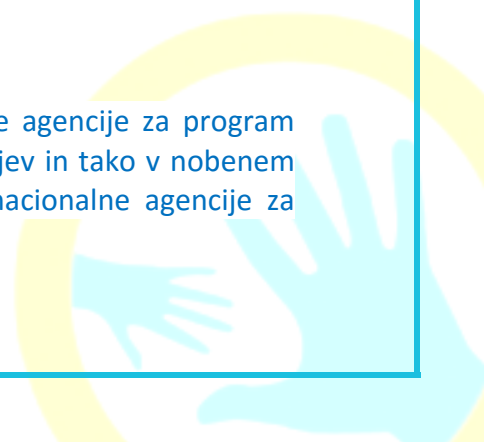 e agencije za program
jev in tako v nobenem
nacionalne agencije za